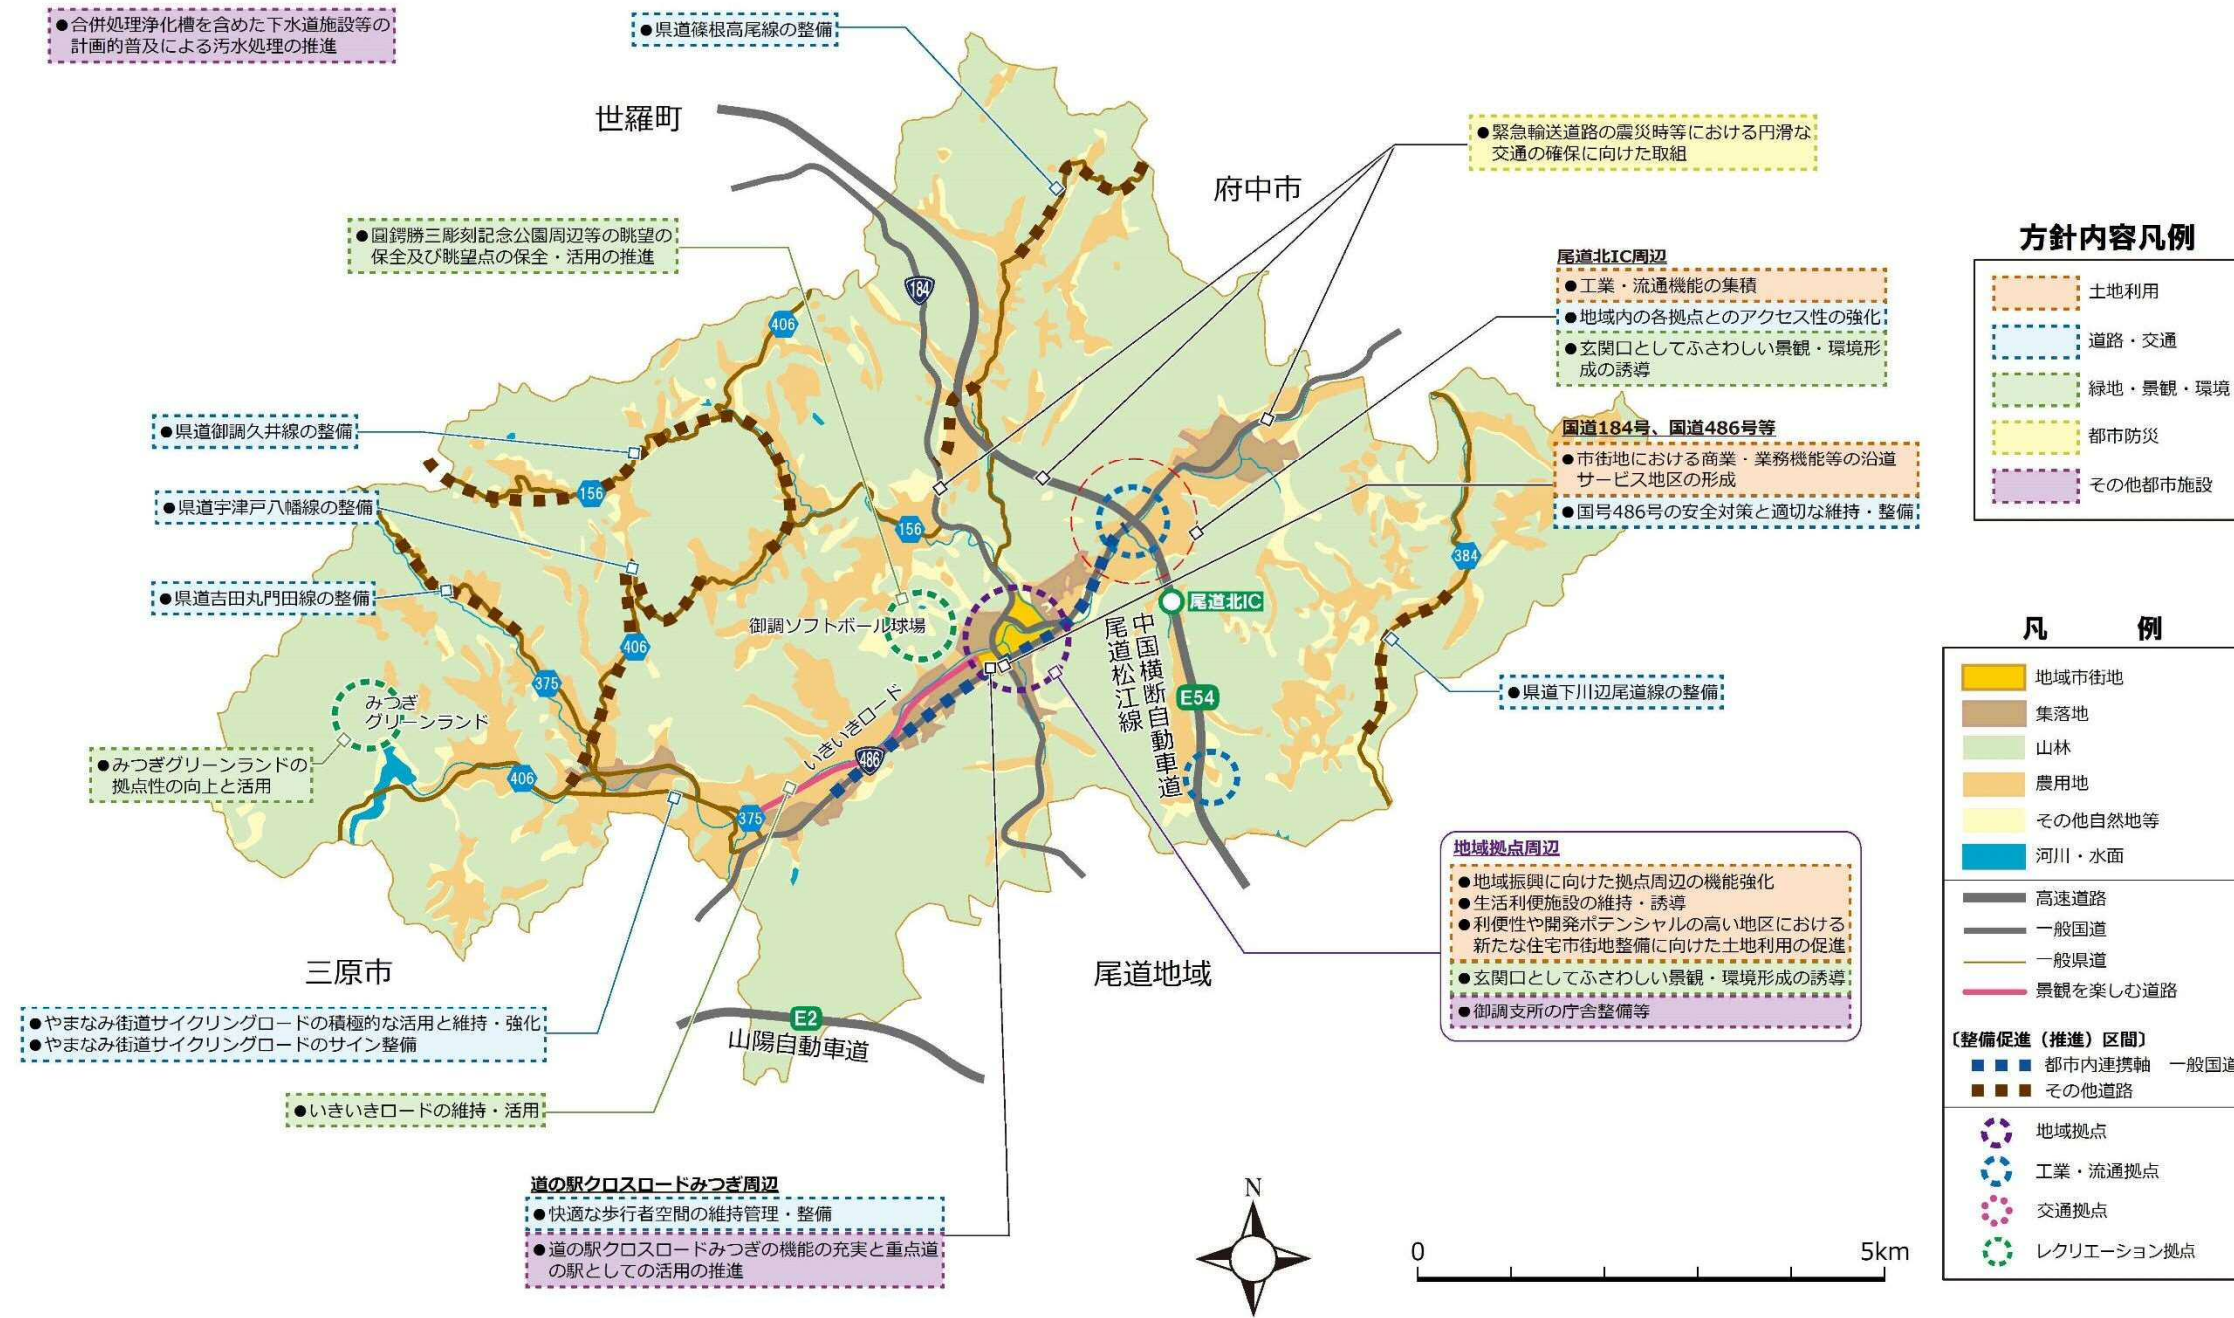 ●合併処理浄化槽を含めた下水道施設等の
計画的普及による汚水処理の推進
●県道篠根高尾線の整備
世羅町
府中市
●緊急輸送道路の震災時等における円滑な
交通の確保に向けた取組
●圓鍔勝三彫刻記念公園周辺等の眺望の
保全及び眺望点の保全・活用の推進
184
406
尾道北IC周辺
●工業・流通機能の集積
●地域内の各拠点とのアクセス性の強化
●玄関口としてふさわしい景観・環境形
成の誘導
●県道御調久井線の整備
●県道宇津戸八幡線の整備
●県道吉田丸門田線の整備
156
156
国道184号、国道486号等
●市街地における商業・業務機能等の沿道
サービス地区の形成
●国号486号の安全対策と適切な維持・整備
384
尾道北IC
御調ソフトボール球場
406
375
みつぎ
グリーンランド
●みつぎグリーンランドの
拠点性の向上と活用
406
いきいきロード
486
375
中国横断自動車道
尾道松江線
E54
●県道下川辺尾道線の整備
地域拠点周辺
●地域振興に向けた拠点周辺の機能強化
●生活利便施設の維持・誘導
●利便性や開発ポテンシャルの高い地区における
新たな住宅市街地整備に向けた土地利用の促進
●玄関口としてふさわしい景観・環境形成の誘導
●御調支所の庁舎整備等
三原市
尾道地域
E2
山陽自動車道
●やまなみ街道サイクリングロードの積極的な活用と維持・強化
●やまなみ街道サイクリングロードのサイン整備
●いきいきロードの維持・活用
道の駅クロスロードみつぎ周辺
●快適な歩行者空間の維持管理・整備
●道の駅クロスロードみつぎの機能の充実と重点道
の駅としての活用の推進
N
0
5km
方針内容凡例
土地利用
道路・交通
緑地・景観・環境
都市防災
その他都市施設
凡 例
地域市街地
集落地
山林
農用地
その他自然地等
河川・水面
高速道路
一般国道
一般県道
景観を楽しむ道路
〔整備促進（推進）区間〕
都市内連携軸 一般国道
その他道路
地域拠点
工業・流通拠点
交通拠点
レクリエーション拠点